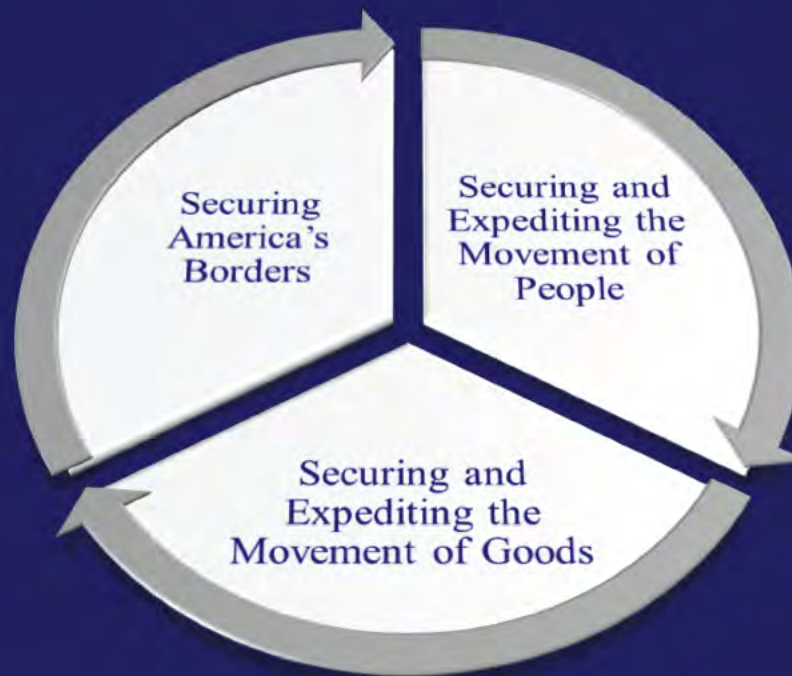 Securing
America's
Borders
Securing and
Expediting the
Movement of
People
Securing and
Expediting the
Movement of Goods